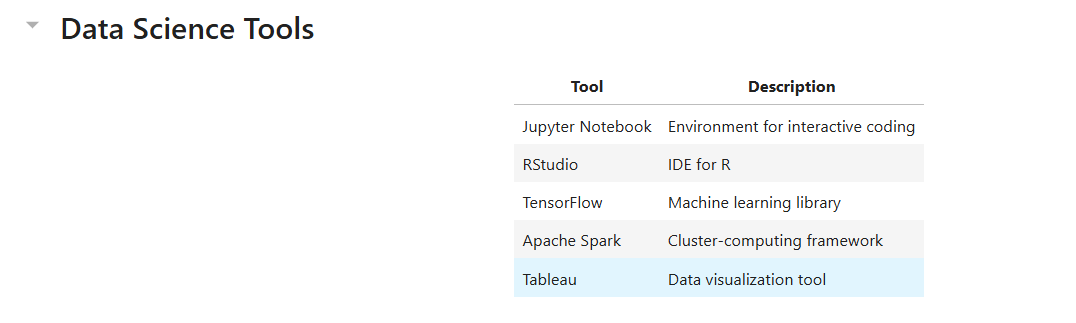 Data Science Tools
Tool Description
Jupyter Notebook Environment for interactive coding
RStudio IDE for R
TensorFlow Machine learning library
Apache Spark Cluster-computing framework
Tableau Data visualization tool